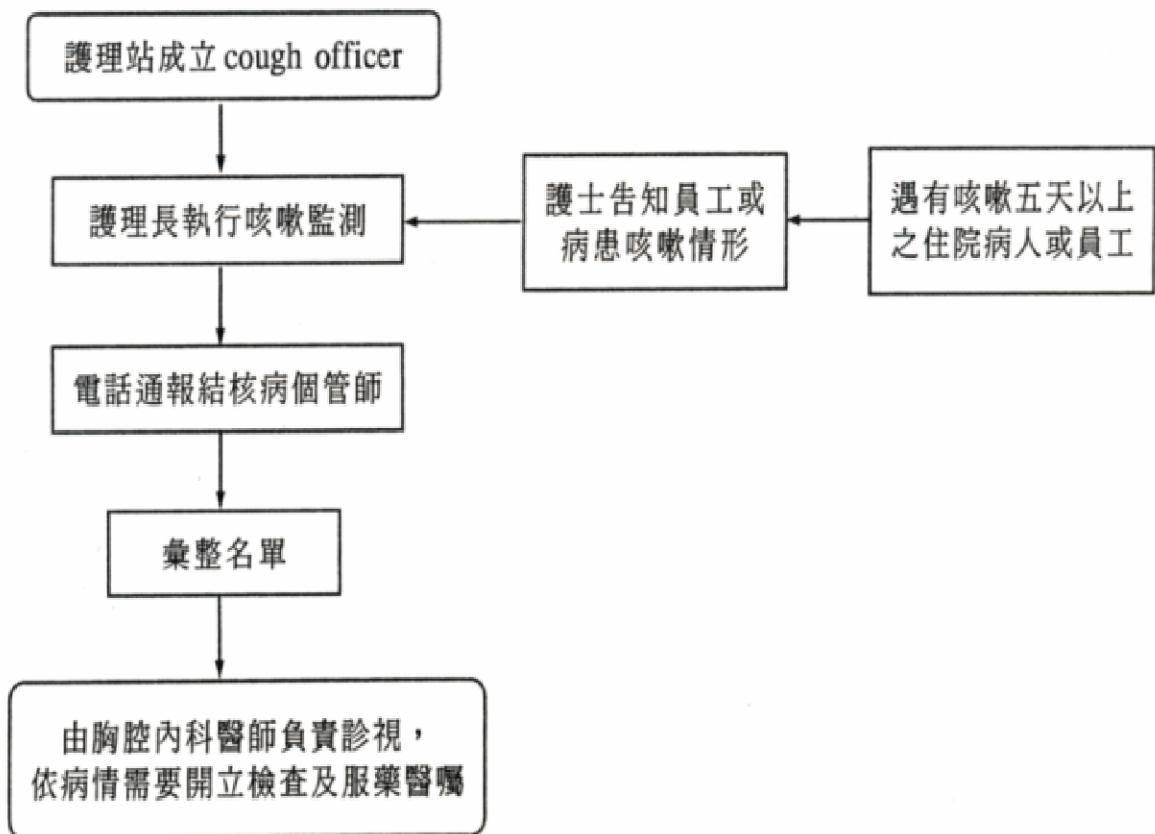 護理站成立 cough officer
護理長執行咳嗽監測
護士告知員工或
病患咳嗽情形
遇有咳嗽五天以上
之住院病人或員工
電話通報結核病個管師
彙整名單
由胸腔內科醫師負責診視，
依病情需要開立檢查及服藥醫囑